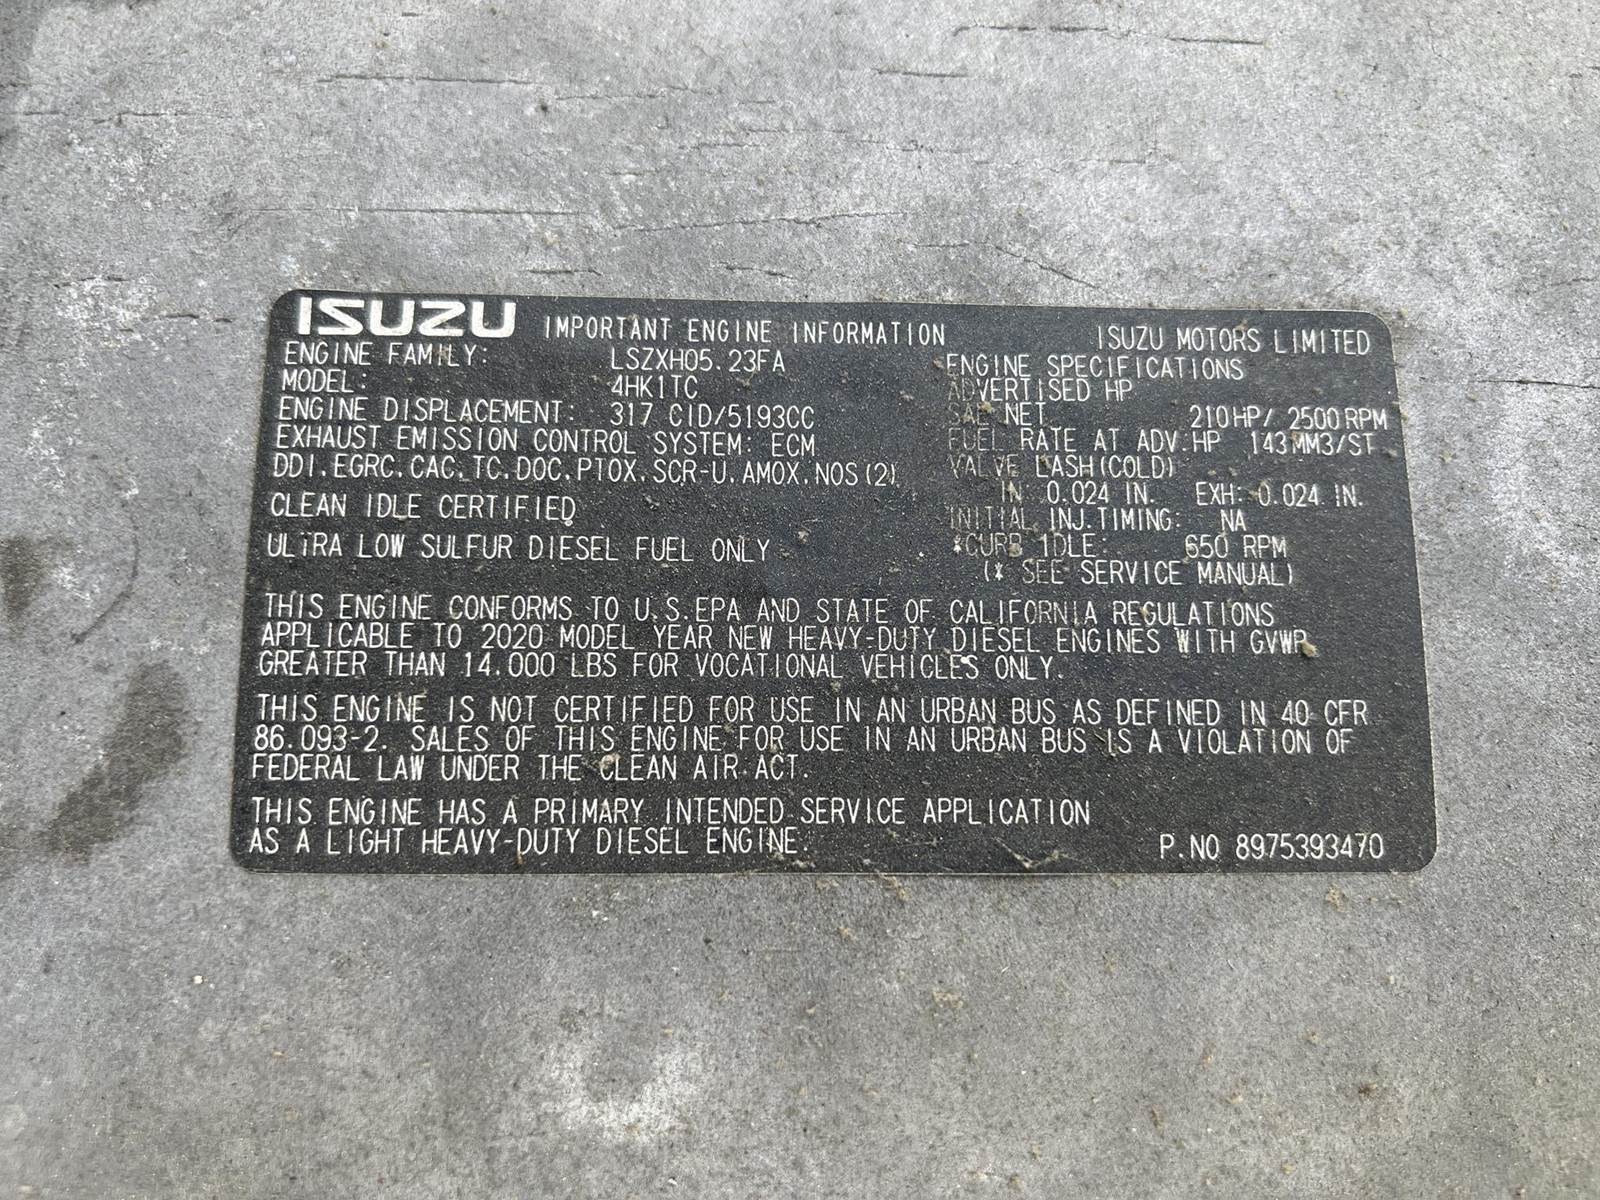 ISUZU IMPORTANT ENGINE INFORMATION ISUZU MOTORS LIMITED
ENGINE FAMILY: LSZXH05.23FA
MODEL: 4HK1TC
ENGINE DISPLACEMENT: 317 CID/5193CC
EXHAUST EMISSION CONTROL SYSTEM: ECM
DDI.EGRC.CAC.TC.DOC.PTOX.SCR-U.AMOX.NOS(2)
CLEAN IDLE CERTIFIED
ULTRA LOW SULFUR DIESEL FUEL ONLY
ENGINE SPECIFICATIONS
ADVERTISED HP
SAE NET 210HP/ 2500RPM
FUEL RATE AT ADV.HP 143MM3/ST
VALVE LASH(COLD)
IN 0.024 IN. EXH: 0.024 IN.
INITIAL INJ.TIMING: NA
*CURB IDLE: 650 RPM
(* SEE SERVICE MANUAL)
THIS ENGINE CONFORMS TO U.S.EPA AND STATE OF CALIFORNIA REGULATIONS
APPLICABLE TO 2020 MODEL YEAR NEW HEAVY-DUTY DIESEL ENGINES WITH GVWR
GREATER THAN 14.000 LBS FOR VOCATIONAL VEHICLES ONLY.
THIS ENGINE IS NOT CERTIFIED FOR USE IN AN URBAN BUS AS DEFINED IN 40 CFR
86.093-2. SALES OF THIS ENGINE FOR USE IN AN URBAN BUS IS A VIOLATION OF
FEDERAL LAW UNDER THE CLEAN AIR ACT.
THIS ENGINE HAS A PRIMARY INTENDED SERVICE APPLICATION
AS A LIGHT HEAVY-DUTY DIESEL ENGINE.
P.NO 8975393470